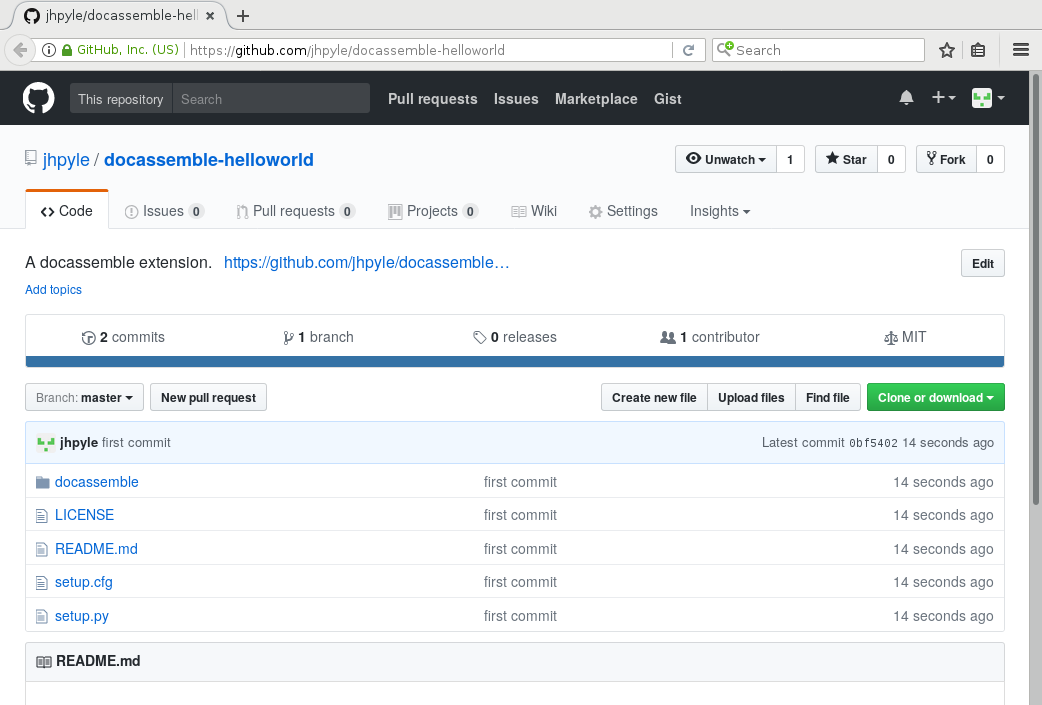 jhpyle/docassemble-hel
GitHub, Inc. (US) https://github.com/jhpyle/docassemble-helloworld Search
This repository Search Pull requests Issues Marketplace Gist
jhpyle / docassemble-helloworld Unwatch 1 Star 0 Fork 0
Code Issues 0 Pull requests 0 Projects 0 Wiki Settings Insights
A docassemble extension. https://github.com/jhpyle/docassemble… Edit
Add topics
2 commits 1 branch 0 releases 1 contributor MIT
Branch: master New pull request Create new file Upload files Find file Clone or download
jhpyle first commit Latest commit 0bf5402 14 seconds ago
docassemble first commit 14 seconds ago
LICENSE first commit 14 seconds ago
README.md first commit 14 seconds ago
setup.cfg first commit 14 seconds ago
setup.py first commit 14 seconds ago
README.md